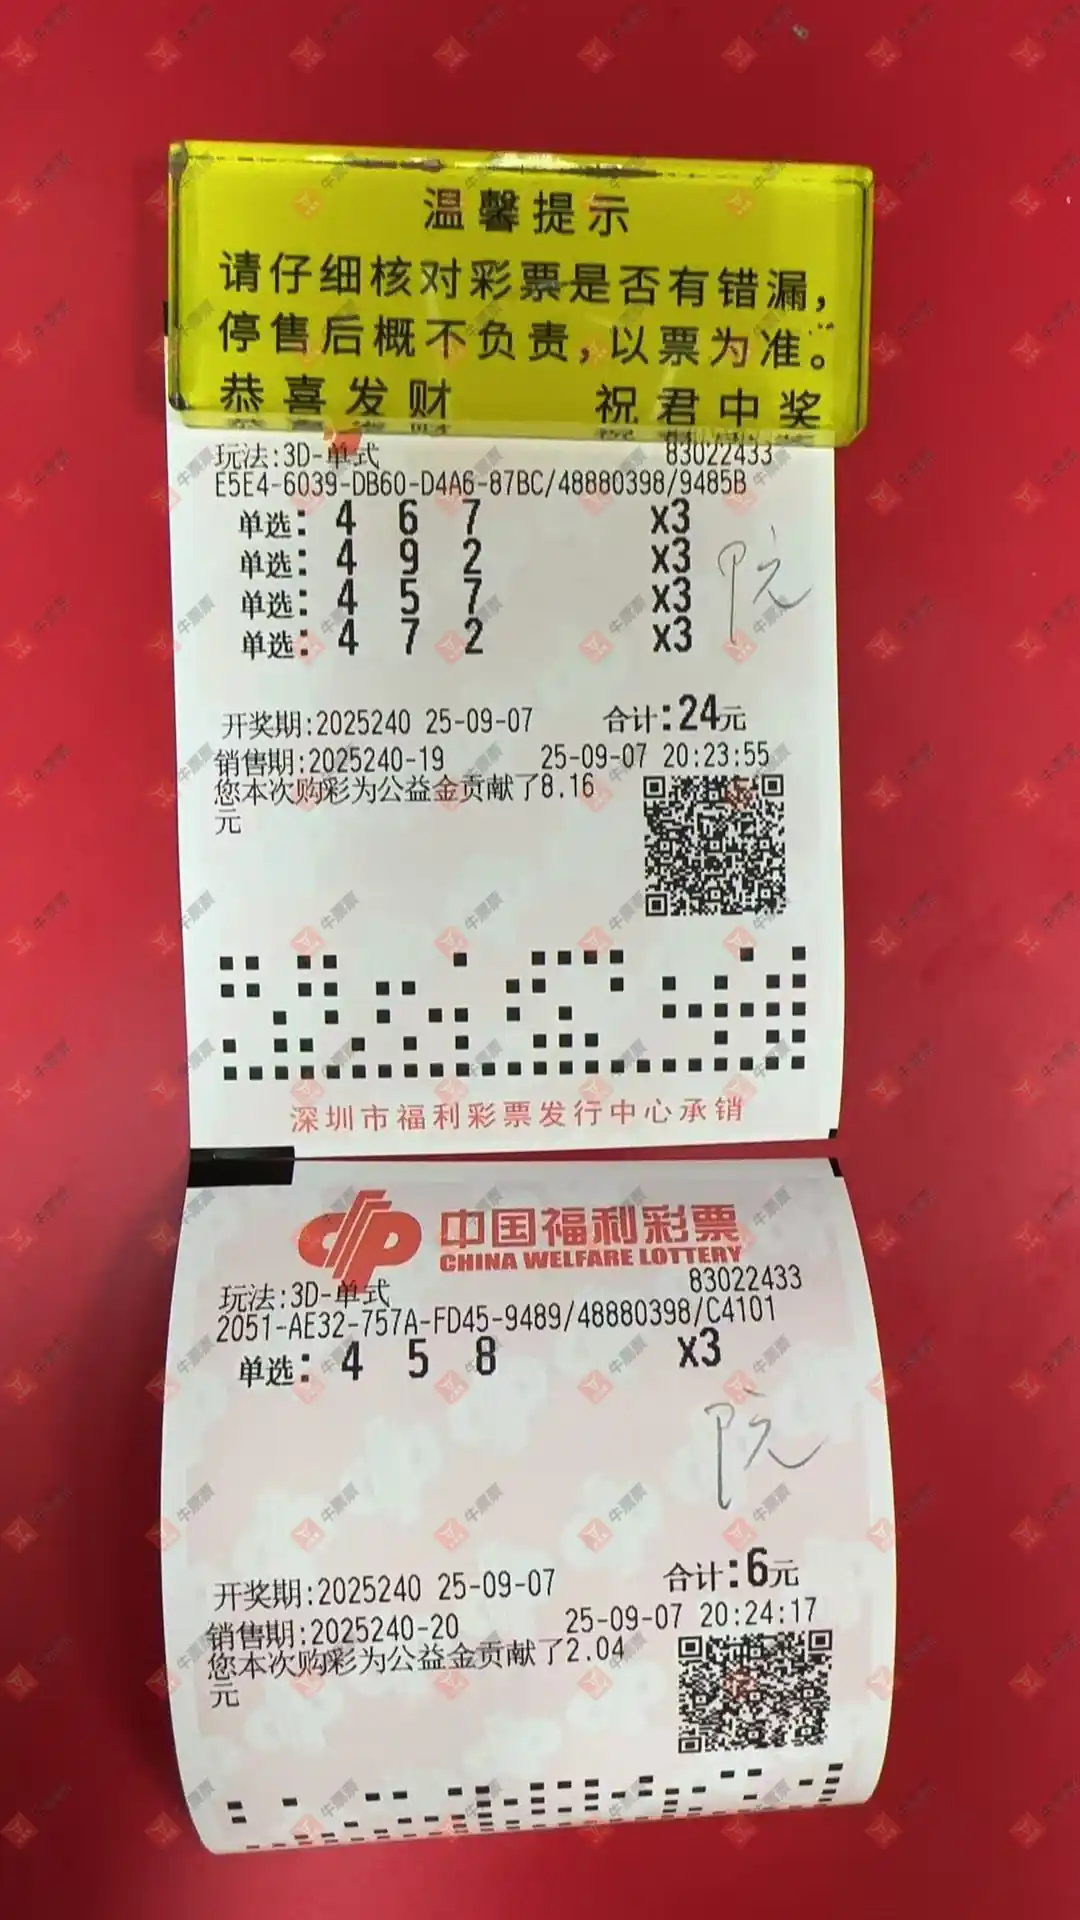 温馨提示
请仔细核对彩票是否有错漏,
停售后概不负责,以票为准。
恭喜发财 祝君中奖
玩法:3D-单式 83022433
E5E4-6039-DB60-D4A6-87BC/48880398/9485B
单选: 4 6 7 x3
单选: 4 9 2 x3
单选: 4 5 7 x3
单选: 4 7 2 x3
开奖期:2025240 25-09-07 合计:24元
销售期:2025240-19 25-09-07 20:23:55
您本次购彩为公益金贡献了8.16
元
深圳市福利彩票发行中心承销
中国福利彩票
CHINA WELFARE LOTTERY
玩法:3D-单式 83022433
2051-AE32-757A-FD45-9489/48880398/C4101
单选: 4 5 8 x3
开奖期:2025240 25-09-07 合计:6元
销售期:2025240-20 25-09-07 20:24:17
您本次购彩为公益金贡献了2.04
元
牛票票